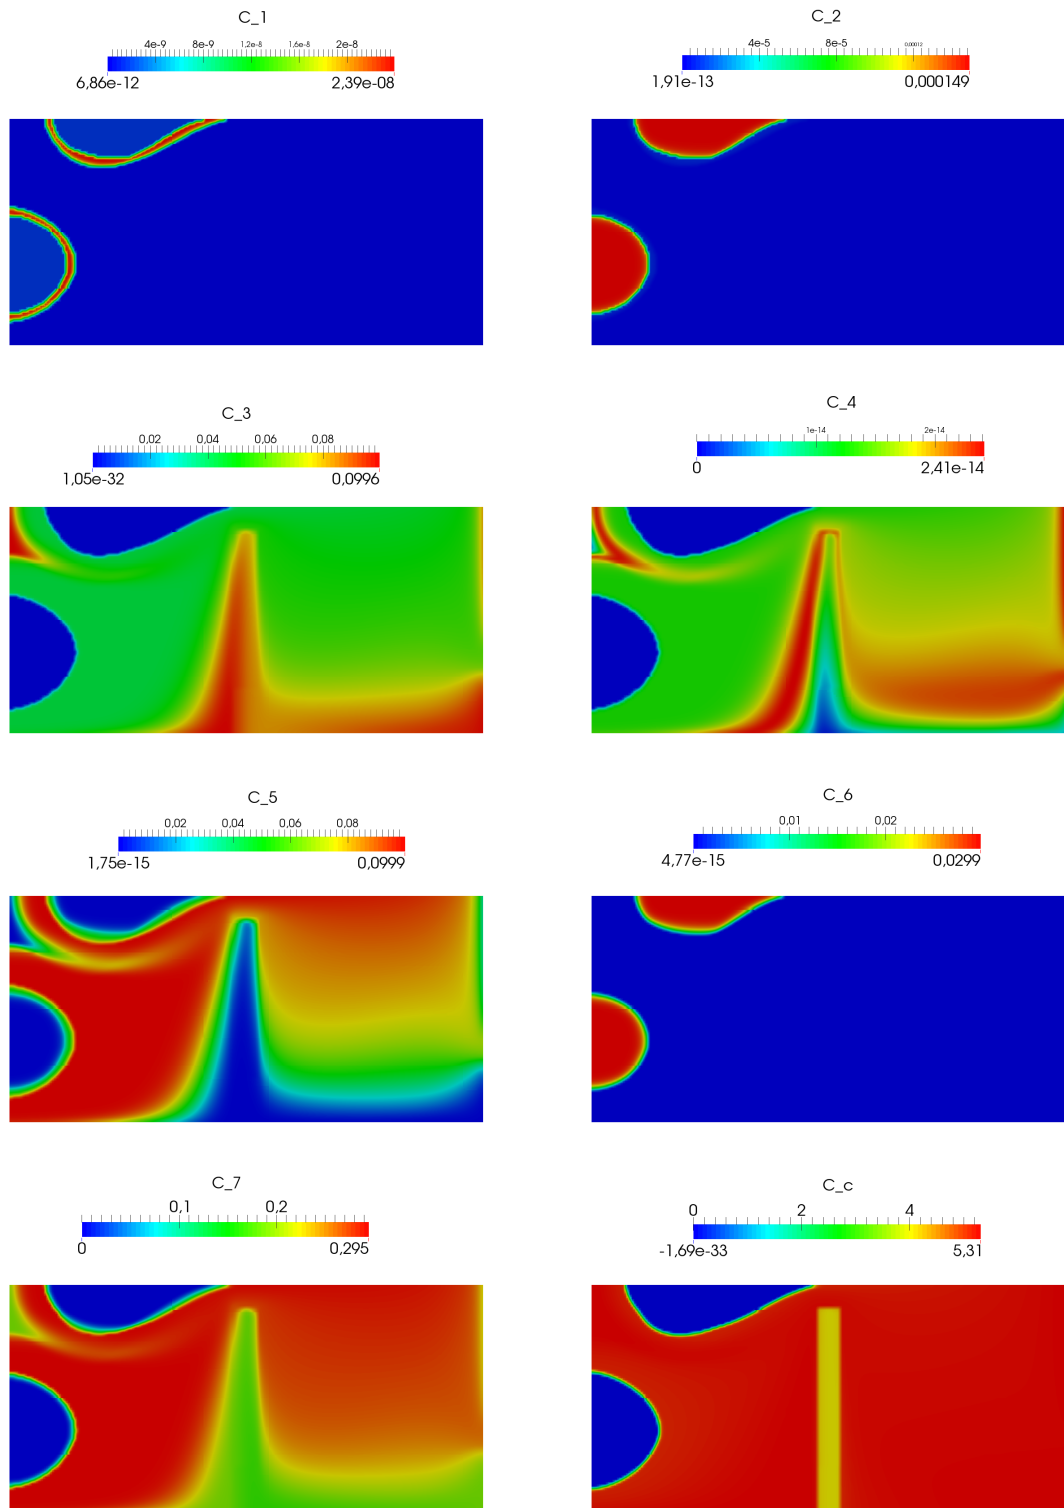 C_1
4e-9 8e-9 1,2e-8 1,6e-8 2e-8
6,86e-12 2,39e-08
C_2
4e-5 8e-5 0,00012
1,91e-13 0,000149
C_3
0,02 0,04 0,06 0,08
1,05e-32 0,0996
C_4
1e-14 2e-14
0 2,41e-14
C_5
0,02 0,04 0,06 0,08
1,75e-15 0,0999
C_6
0,01 0,02
4,77e-15 0,0299
C_7
0,1 0,2
0 0,295
C_c
0 2 4
-1,69e-33 5,31